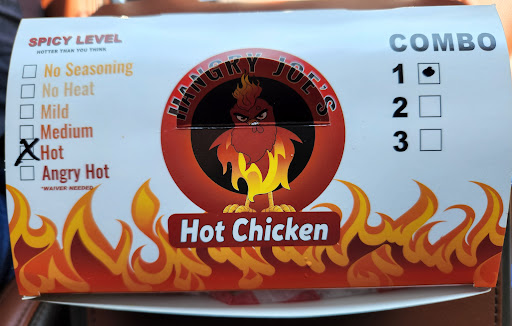 SPICY LEVEL
HOTTER THAN YOU THINK
No Seasoning
No Heat
Mild
Medium
X Hot
Angry Hot
*WAIVER NEEDED
HANGRY JOE'S
Hot Chicken
COMBO
1
2
3